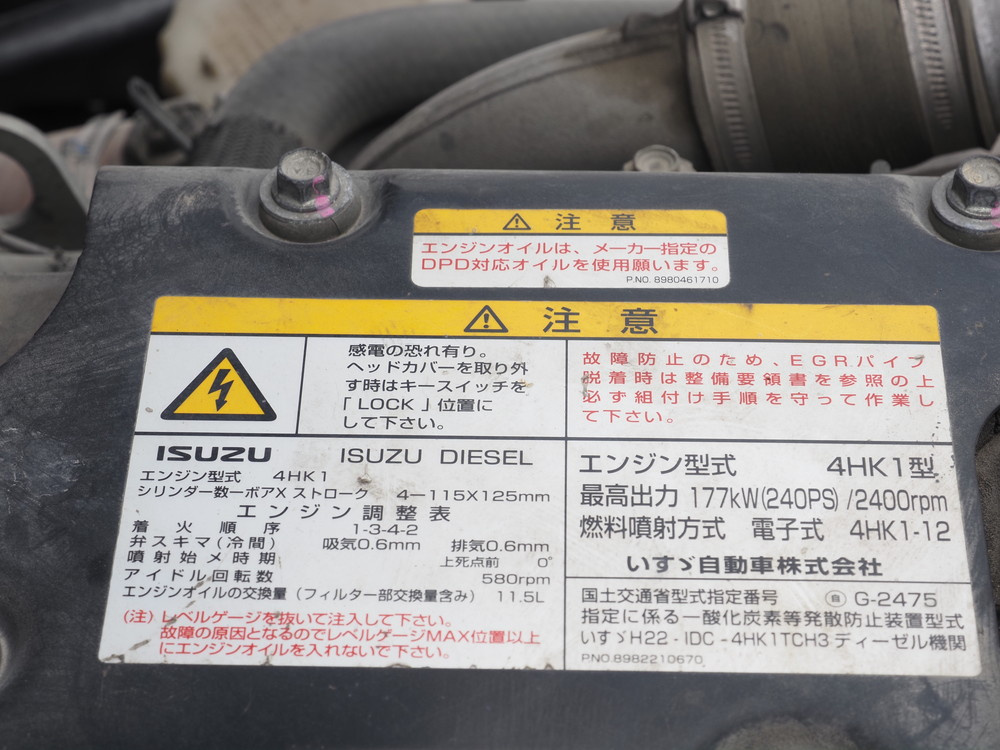 注意
エンジンオイルは、メーカー指定の
DPD対応オイルを使用願います。
P.NO. 8980461710
注意
感電の恐れ有り。
ヘッドカバーを取り外
す時はキースイッチを
「LOCK」位置に
して下さい。
故障防止のため、EGRパイプ
脱着時は整備要領書を参照の上
必ず組付け手順を守って作業し
て下さい。
ISUZU ISUZU DIESEL
エンジン型式 4HK1
シリンダー数ーボアX ストローク 4－115X125mm
エンジン調整表
着火順序 1-3-4-2
弁スキマ(冷間) 吸気0.6mm 排気0.6mm
噴射始メ時期 上死点前 0°
アイドル回転数 580rpm
エンジンオイルの交換量(フィルター部交換量含み) 11.5L
(注) レベルゲージを抜いて注入して下さい。
故障の原因となるのでレベルゲージMAX位置以上
にエンジンオイルを入れないで下さい。
エンジン型式 4HK1型
最高出力 177kW(240PS) /2400rpm
燃料噴射方式 電子式 4HK1-12
いすゞ自動車株式会社
国土交通省型式指定番号 自 G-2475
指定に係る一酸化炭素等発散防止装置型式
いすゞH22 - IDC - 4HK1TCH3 ディーゼル機関
P.NO.8982210670